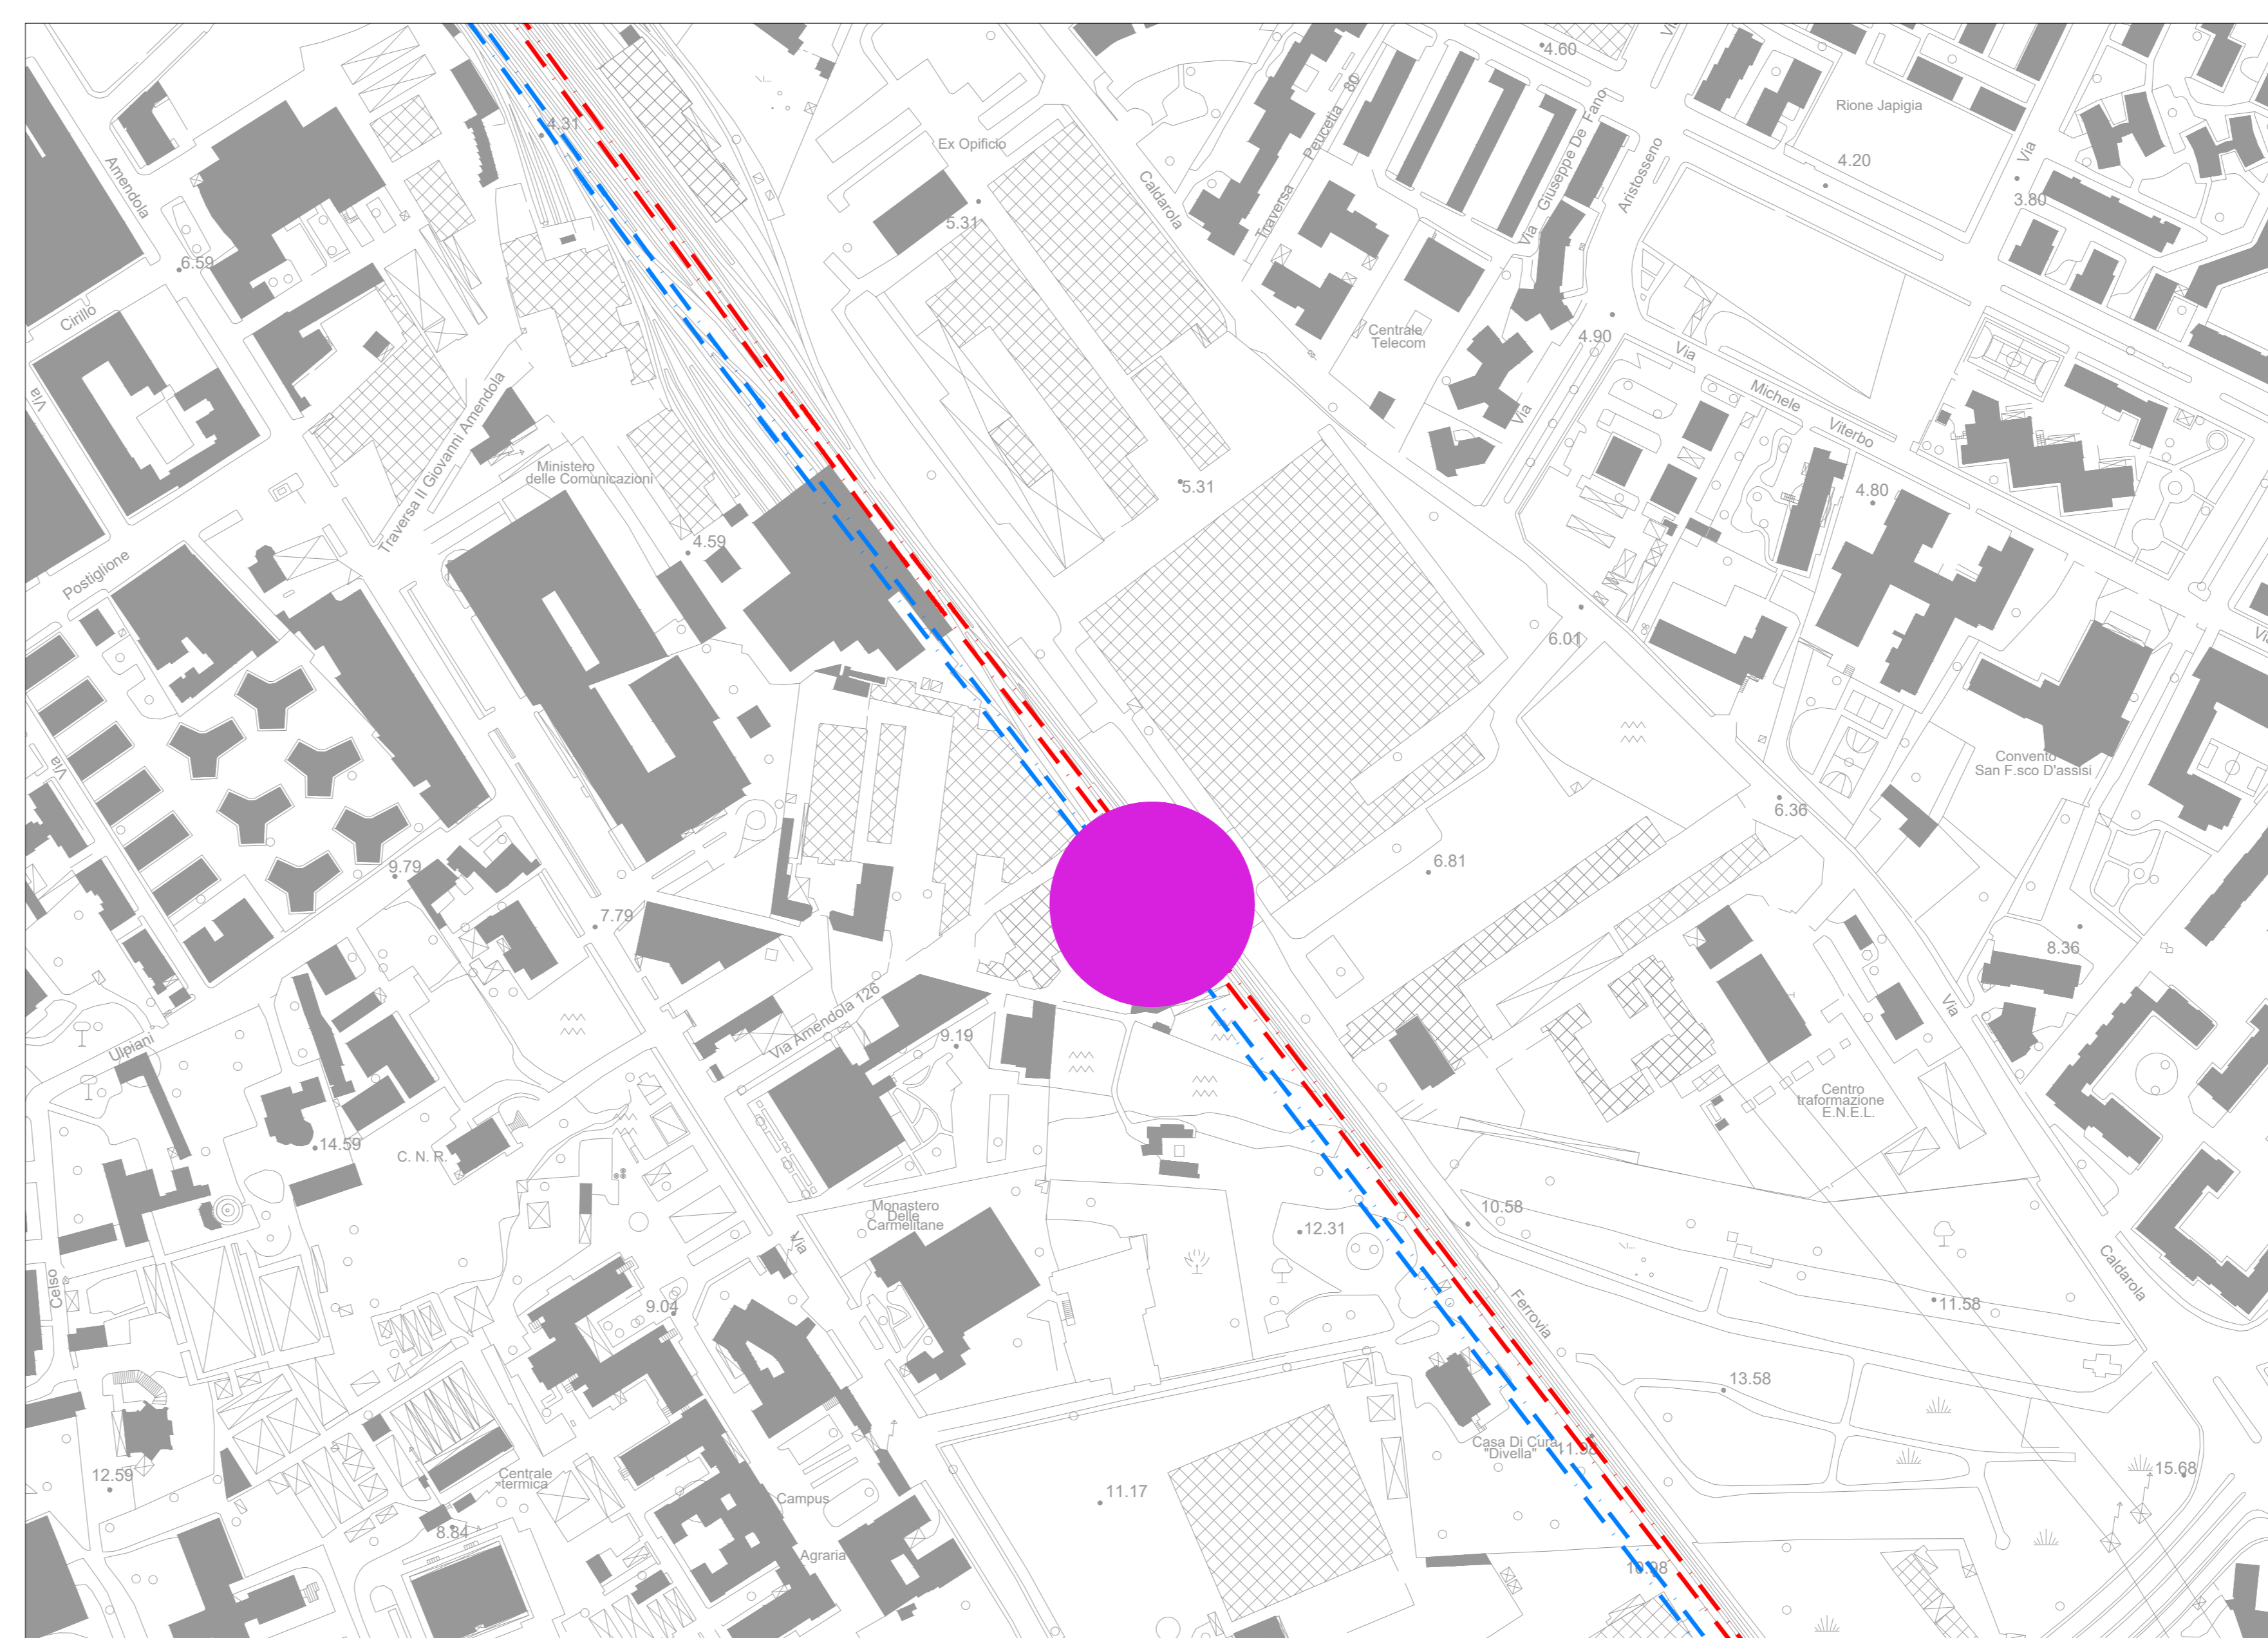 4.60
Via
Rione Japigia
4.31
Amendola
Ex Opificio
Caldarola
Traversa Peucetia 80
Via Giuseppe De Fano
Aristosseno
4.20
Via
3.80
5.31
6.59
Cirillo
Centrale
Telecom
4.90
Via
Michele
Viterbo
Via
Via
Traversa II Giovanni Amendola
Ministero
delle Comunicazioni
5.31
4.80
4.59
Postiglione
6.01
Via
Convento
San F.sco D'assisi
6.36
9.79
6.81
7.79
8.36
Via Amendola 126
9.19
Via
Ulpiani
Centro
traformazione
E.N.E.L.
14.59
C. N. R.
Monastero
Delle
Carmelitane
12.31
10.58
Via
Celso
9.04
Ferrovia
11.58
Caldarola
13.58
Casa Di Cura
"Divella"
11.98
12.59
Centrale
termica
Campus
11.17
15.68
8.84
Agraria